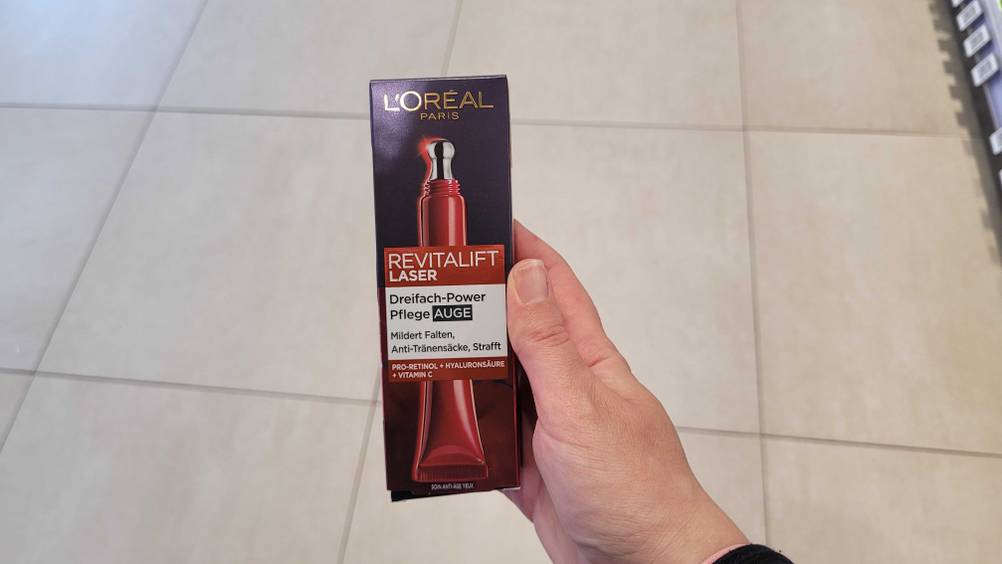 L'ORÉAL
PARIS
REVITALIFT
LASER
Dreifach-Power
Pflege AUGE
Mildert Falten,
Anti-Tränensäcke, Strafft
PRO-RETINOL + HYALURONSÄURE
+ VITAMIN C
SOIN ANTI-ÂGE YEUX